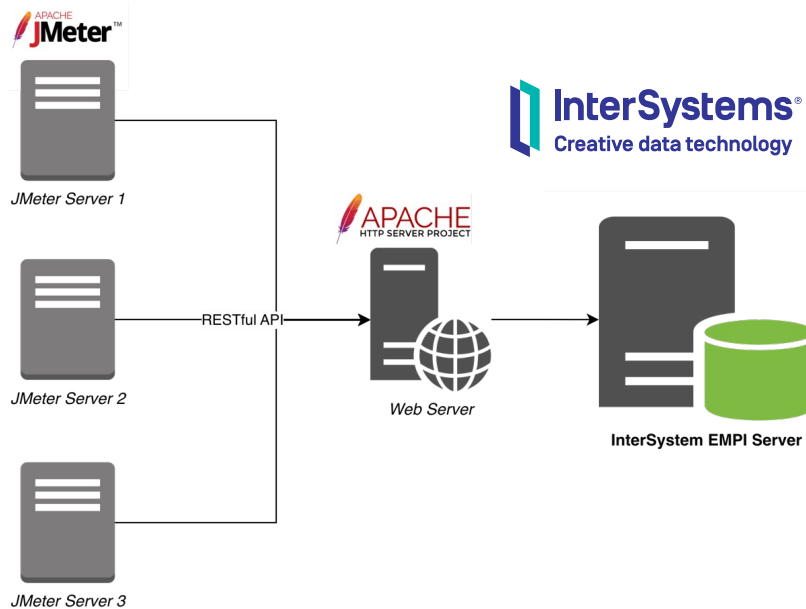 APACHE
JMeter™
JMeter Server 1
InterSystems®
Creative data technology
APACHE
HTTP SERVER PROJECT
RESTful API
JMeter Server 2
Web Server
InterSystem EMPI Server
JMeter Server 3